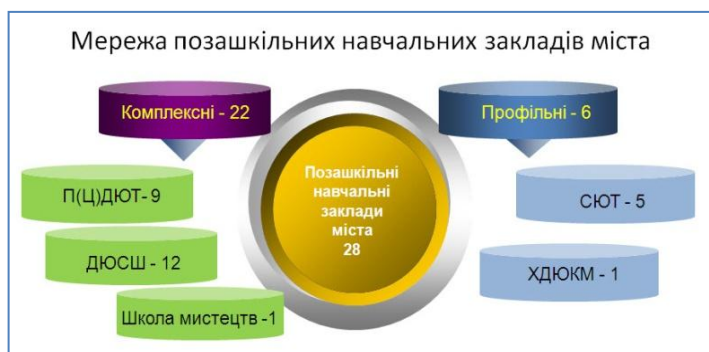 Мережа позашкільних навчальних закладів міста
Комплексні - 22
Профільні - 6
П(Ц)ДЮТ- 9
ДЮСШ - 12
Школа мистецтв -1
Позашкільні
навчальні
заклади
міста
28
СЮТ - 5
ХДЮКМ - 1